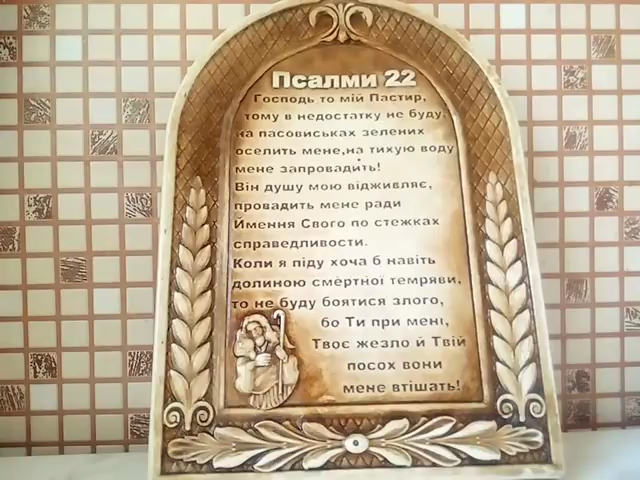 Псалми 22
Господь то мій Пастир,
тому в недостатку не буду,
на пасовиськах зелених
оселить мене,на тихую воду
мене запровадить!
Він душу мою відживляє,
провадить мене ради
Ймення Свого по стежках
справедливости.
Коли я піду хоча б навіть
долиною смертної темряви,
то не буду боятися злого,
бо Ти при мені,
Твоє жезло й Твій
посох вони
мене втішать!